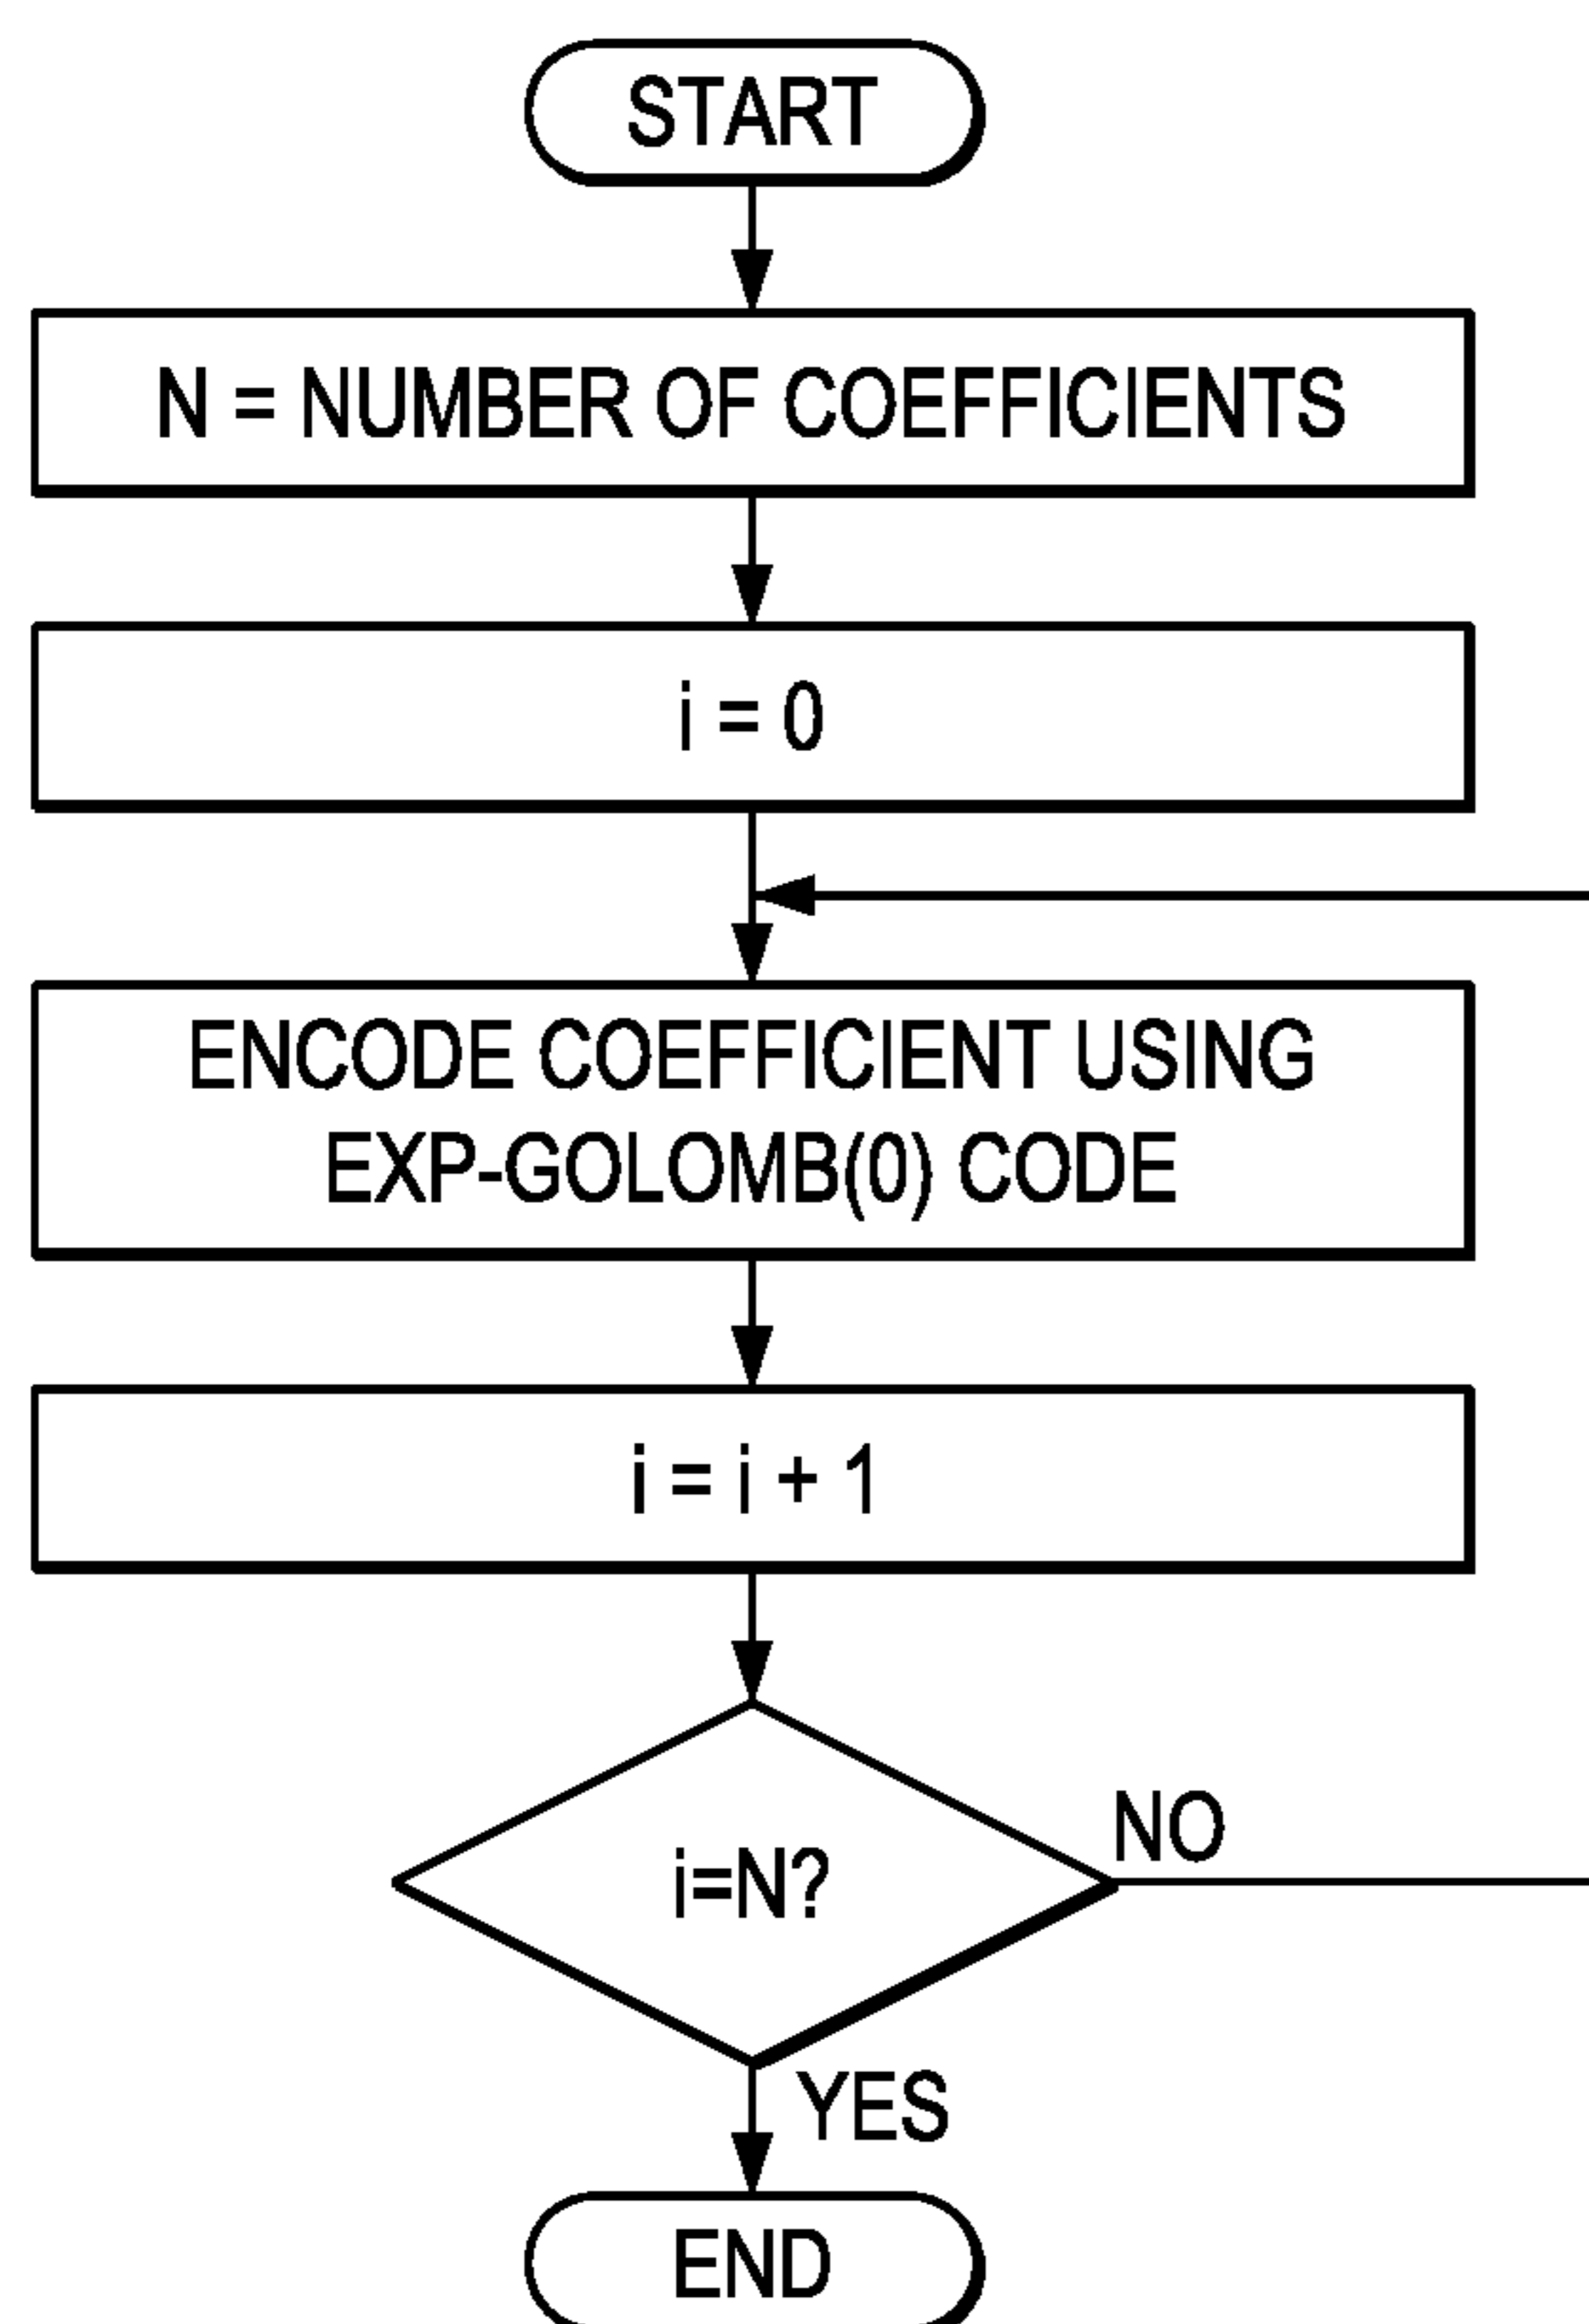 START
N = NUMBER OF COEFFICIENTS
i = 0
ENCODE COEFFICIENT USING
EXP-GOLOMB(0) CODE
i = i + 1
i=N?
NO
YES
END